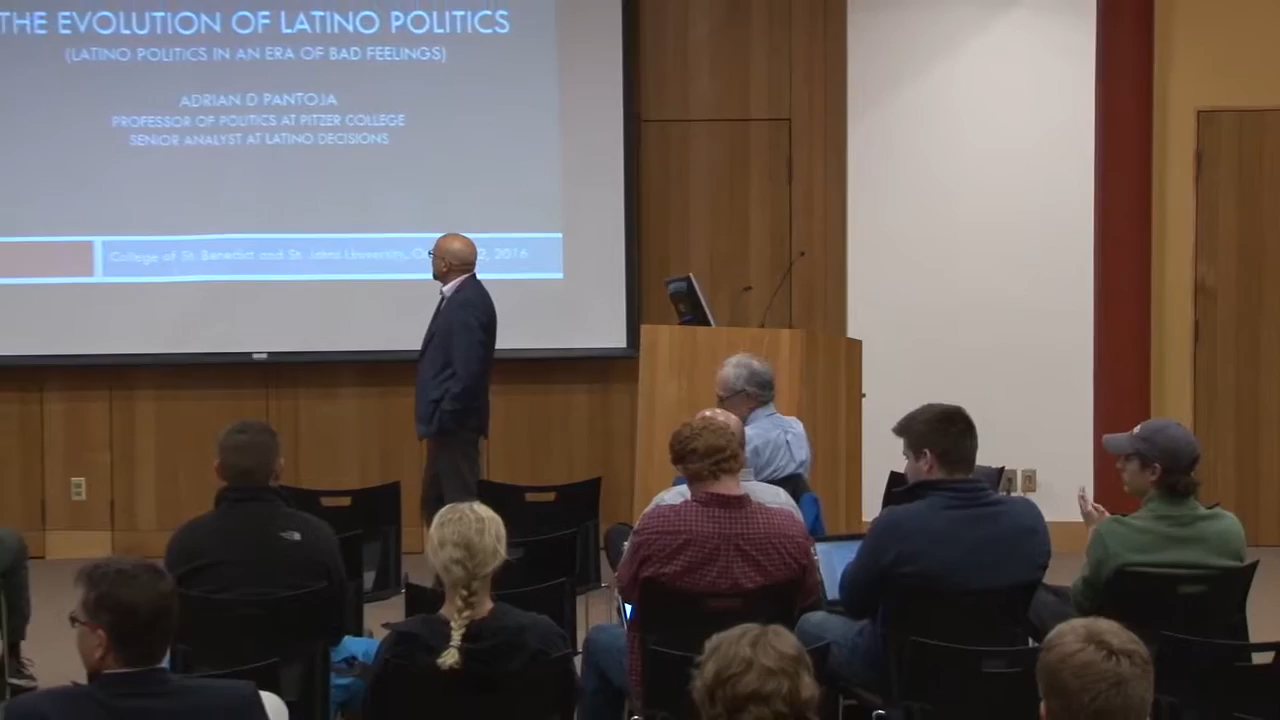 THE EVOLUTION OF LATINO POLITICS
(LATINO POLITICS IN AN ERA OF BAD FEELINGS)
ADRIAN D PANTOJA
PROFESSOR OF POLITICS AT PITZER COLLEGE
SENIOR ANALYST AT LATINO DECISIONS
College of St. Benedict and St. Johns University, 2, 2016